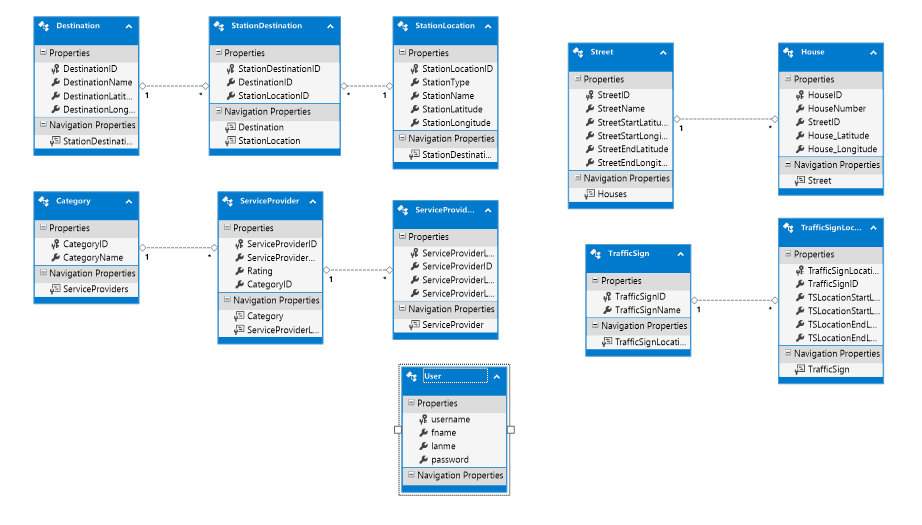 Destination
Properties
DestinationID
DestinationName
DestinationLatit...
DestinationLong...
Navigation Properties
StationDestinati...
1
*
StationDestination
Properties
StationDestinationID
DestinationID
StationLocationID
Navigation Properties
Destination
StationLocation
*
1
StationLocation
Properties
StationLocationID
StationType
StationName
StationLatitude
StationLongitude
Navigation Properties
StationDestinati...
Street
Properties
StreetID
StreetName
StreetStartLatitu...
StreetStartLongi...
StreetEndLatitude
StreetEndLongit...
Navigation Properties
Houses
1
*
House
Properties
HouseID
HouseNumber
StreetID
House_Latitude
House_Longitude
Navigation Properties
Street
Category
Properties
CategoryID
CategoryName
Navigation Properties
ServiceProviders
1
*
ServiceProvider
Properties
ServiceProviderID
ServiceProvider...
Rating
CategoryID
Navigation Properties
Category
ServiceProviderL...
1
*
ServiceProvid...
Properties
ServiceProviderL...
ServiceProviderID
ServiceProviderL...
ServiceProviderL...
Navigation Properties
ServiceProvider
TrafficSign
Properties
TrafficSignID
TrafficSignName
Navigation Properties
TrafficSignLocati...
1
*
TrafficSignLoc...
Properties
TrafficSignLocati...
TrafficSignID
TSLocationStartL...
TSLocationStartL...
TSLocationEndL...
TSLocationEndL...
Navigation Properties
TrafficSign
User
Properties
username
fname
lanme
password
Navigation Properties